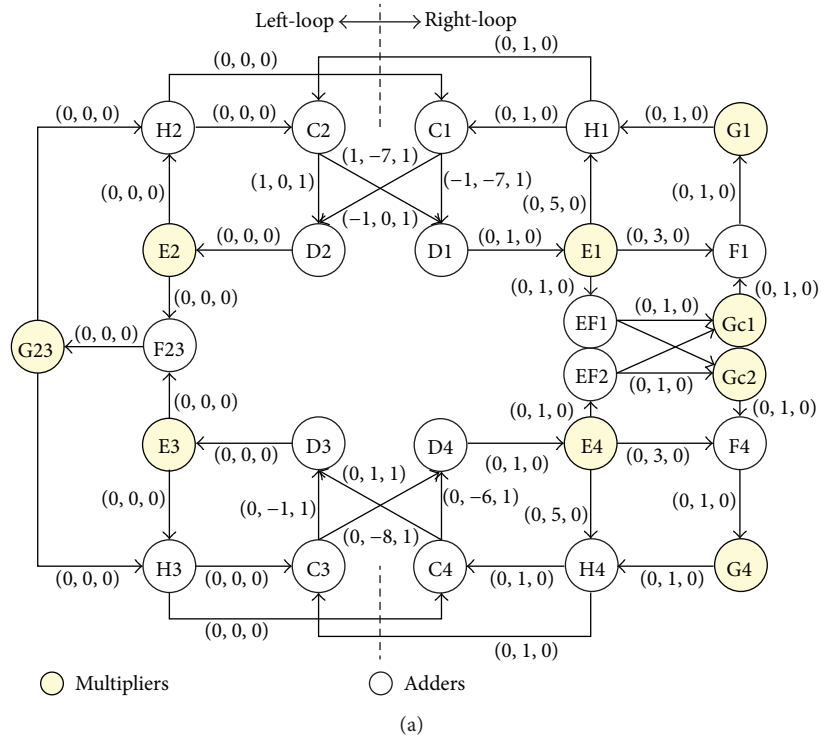 Left-loop Right-loop
(0, 1, 0)
(0, 0, 0)
(0, 0, 0) H2 (0, 0, 0) C2 C1 (0, 1, 0) H1 (0, 1, 0) G1
(1, −7, 1)
(1, 0, 1) (−1, −7, 1)
(0, 0, 0) (0, 1, 0)
(−1, 0, 1) (0, 5, 0)
E2 (0, 0, 0) D2 D1 (0, 1, 0) E1 (0, 3, 0) F1
(0, 1, 0) (0, 1, 0)
(0, 0, 0)
EF1 (0, 1, 0) Gc1
G23 (0, 0, 0) F23
EF2 (0, 1, 0) Gc2
(0, 0, 0) (0, 1, 0) (0, 1, 0)
E3 (0, 0, 0) D3 D4 (0, 1, 0) E4 (0, 3, 0) F4
(0, 1, 1)
(0, 0, 0) (0, −1, 1) (0, −6, 1) (0, 5, 0) (0, 1, 0)
(0, −8, 1)
(0, 0, 0) H3 (0, 0, 0) C3 C4 (0, 1, 0) H4 (0, 1, 0) G4
(0, 0, 0)
(0, 1, 0)
Multipliers Adders
(a)